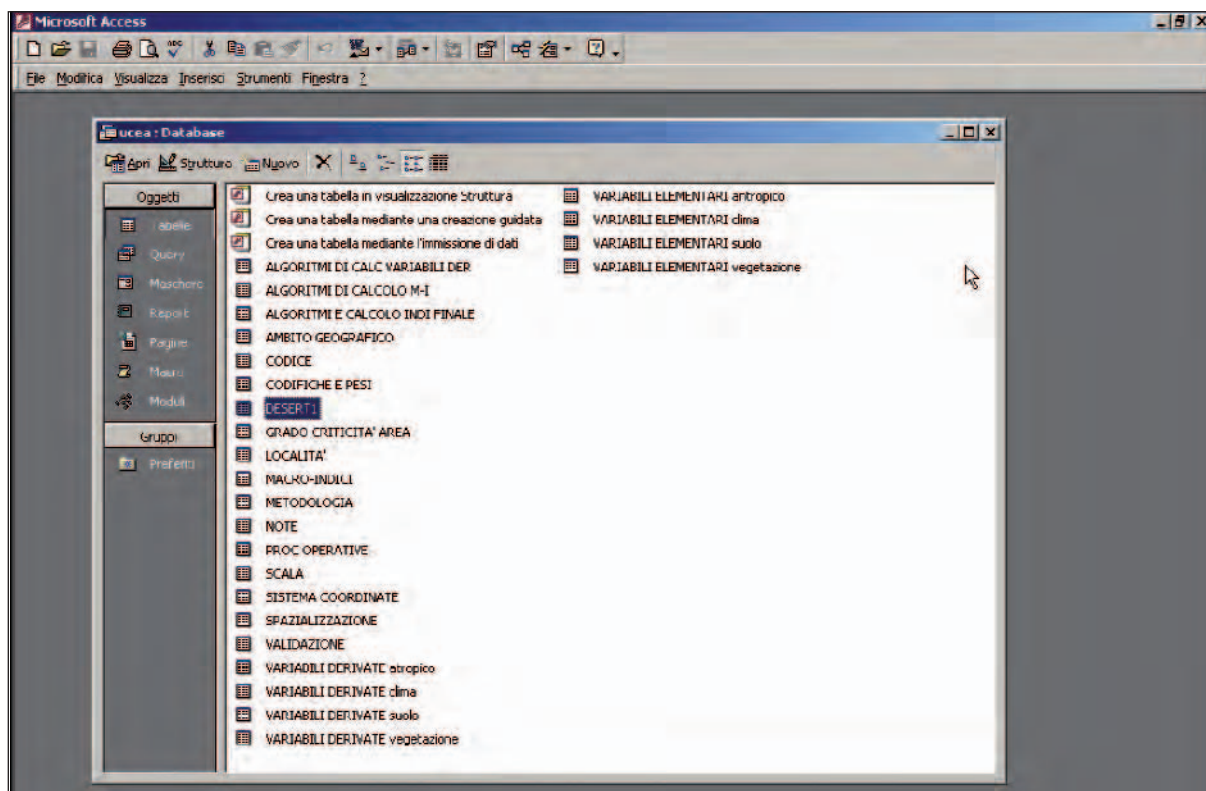 Microsoft Access
File Modifica Visualizza Inserisci Strumenti Finestra ?
ucea : Database
Apri Struttura Nuovo
Oggetti
Tabelle
Query
Maschere
Report
Pagine
Macro
Moduli
Gruppi
Preferiti
Crea una tabella in visualizzazione Struttura
Crea una tabella mediante una creazione guidata
Crea una tabella mediante l'immissione di dati
ALGORITMI DI CALC VARIABILI DER
ALGORITMI DI CALCOLO M-I
ALGORITMI E CALCOLO INDI FINALE
AMBITO GEOGRAFICO
CODICE
CODIFICHE E PESI
DESERT1
GRADO CRITICITA' AREA
LOCALITA'
MACRO-INDICI
METODOLOGIA
NOTE
PROC OPERATIVE
SCALA
SISTEMA COORDINATE
SPAZIALIZZAZIONE
VALIDAZIONE
VARIABILI DERIVATE atropico
VARIABILI DERIVATE clima
VARIABILI DERIVATE suolo
VARIABILI DERIVATE vegetazione
VARIABILI ELEMENTARI antropico
VARIABILI ELEMENTARI clima
VARIABILI ELEMENTARI suolo
VARIABILI ELEMENTARI vegetazione